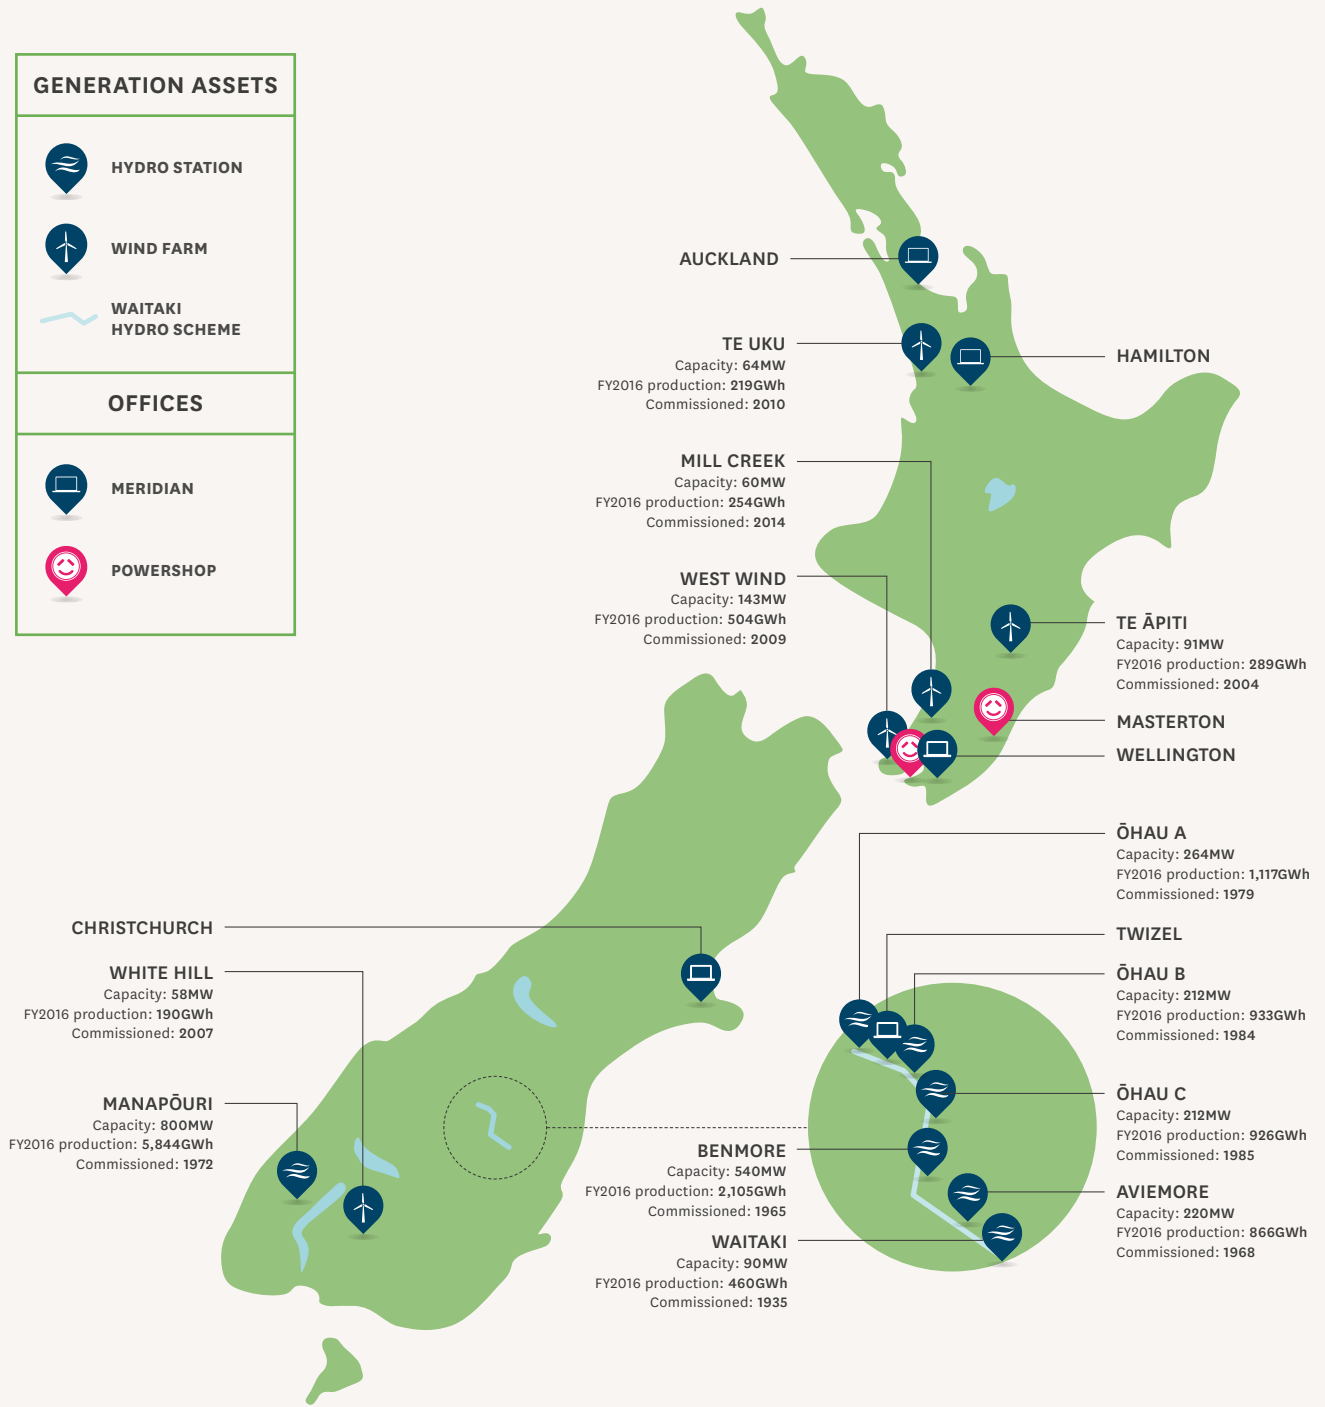 GENERATION ASSETS
HYDRO STATION
WIND FARM
WAITAKI
HYDRO SCHEME
OFFICES
MERIDIAN
POWERSHOP
AUCKLAND
TE UKU
Capacity: 64MW
FY2016 production: 219GWh
Commissioned: 2010
HAMILTON
MILL CREEK
Capacity: 60MW
FY2016 production: 254GWh
Commissioned: 2014
WEST WIND
Capacity: 143MW
FY2016 production: 504GWh
Commissioned: 2009
TE ĀPITI
Capacity: 91MW
FY2016 production: 289GWh
Commissioned: 2004
MASTERTON
WELLINGTON
ŌHAU A
Capacity: 264MW
FY2016 production: 1,117GWh
Commissioned: 1979
TWIZEL
ŌHAU B
Capacity: 212MW
FY2016 production: 933GWh
Commissioned: 1984
ŌHAU C
Capacity: 212MW
FY2016 production: 926GWh
Commissioned: 1985
AVIEMORE
Capacity: 220MW
FY2016 production: 866GWh
Commissioned: 1968
CHRISTCHURCH
WHITE HILL
Capacity: 58MW
FY2016 production: 190GWh
Commissioned: 2007
MANAPŌURI
Capacity: 800MW
FY2016 production: 5,844GWh
Commissioned: 1972
BENMORE
Capacity: 540MW
FY2016 production: 2,105GWh
Commissioned: 1965
WAITAKI
Capacity: 90MW
FY2016 production: 460GWh
Commissioned: 1935